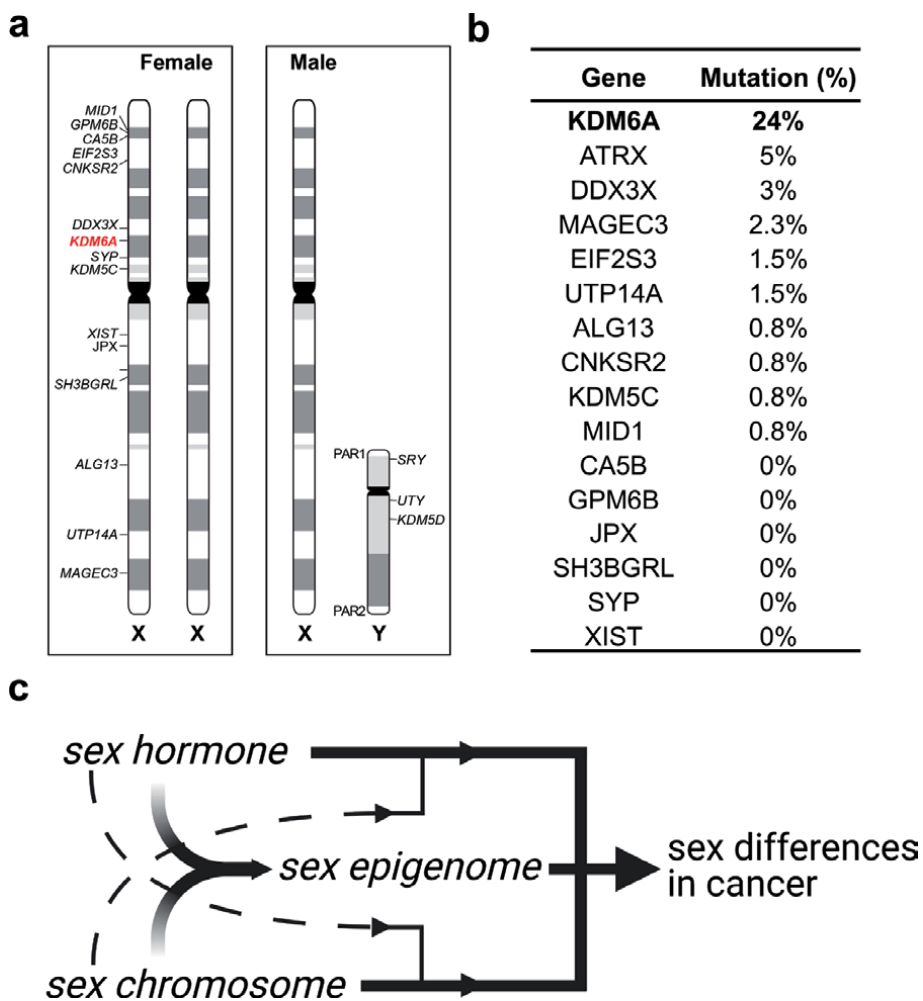 a
Female
MID1
GPM6B
CA5B
EIF2S3
CNKSR2
DDX3X
KDM6A
SYP
KDM5C
XIST
JPX
SH3BGRL
ALG13
UTP14A
MAGEC3
X X
Male
PAR1
SRY
UTY
KDM5D
PAR2
X Y
b
Gene Mutation (%)
KDM6A 24%
ATRX 5%
DDX3X 3%
MAGEC3 2.3%
EIF2S3 1.5%
UTP14A 1.5%
ALG13 0.8%
CNKSR2 0.8%
KDM5C 0.8%
MID1 0.8%
CA5B 0%
GPM6B 0%
JPX 0%
SH3BGRL 0%
SYP 0%
XIST 0%
c
sex hormone
sex epigenome
sex chromosome
sex differences
in cancer